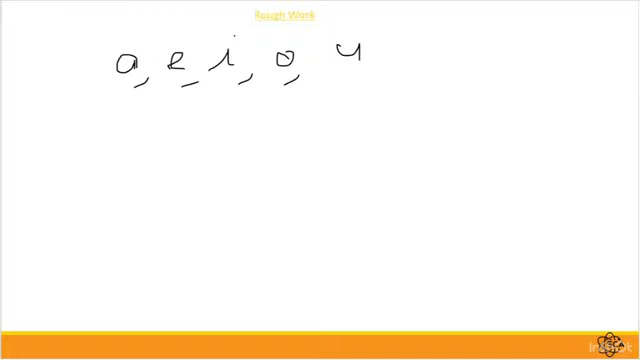 Rough Work
a, e, i, o, u